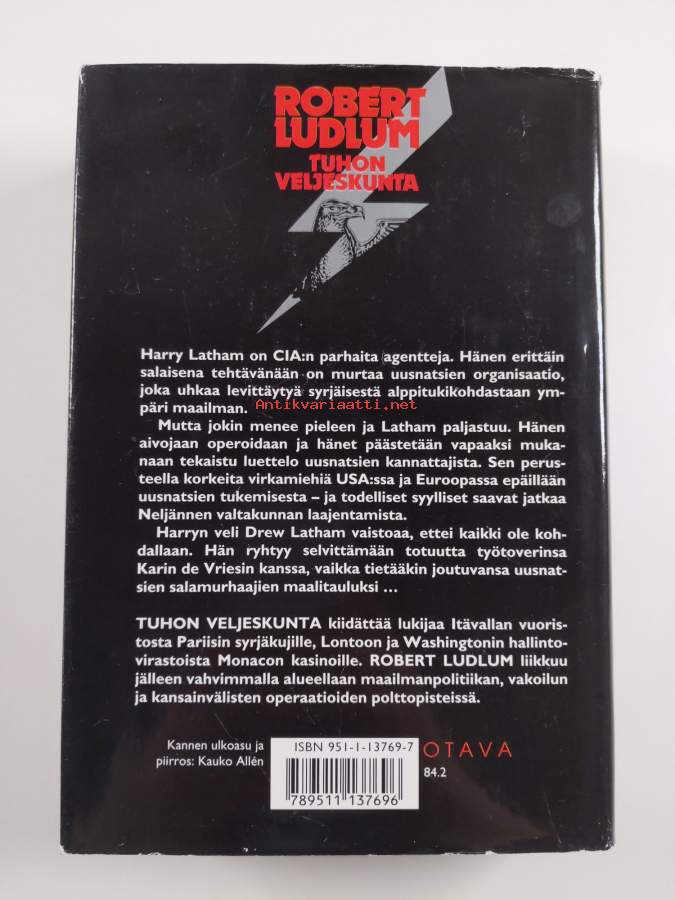 ROBERT
LUDLUM
TUHON
VELJESKUNTA
Harry Latham on CIA:n parhaita agentteja. Hänen erittäin
salaisena tehtävänään on murtaa uusnatsien organisaatio,
joka uhkaa levittäytyä syrjäisestä alppitukikohdastaan ym-
päri maailman.
Antikvariaatti.net
Mutta jokin menee pieleen ja Latham paljastuu. Hänen
aivojaan operoidaan ja hänet päästetään vapaaksi muka-
naan tekaistu luettelo uusnatsien kannattajista. Sen perus-
teella korkeita virkamiehiä USA:ssa ja Euroopassa epäillään
uusnatsien tukemisesta – ja todelliset syylliset saavat jatkaa
Neljännen valtakunnan laajentamista.
Harryn veli Drew Latham vaistoaa, ettei kaikki ole koh-
dallaan. Hän ryhtyy selvittämään totuutta työtoverinsa
Karin de Vriesin kanssa, vaikka tietääkin joutuvansa uusnat-
sien salamurhaajien maalitauluksi ...
TUHON VELJESKUNTA kiidättää lukijaa Itävallan vuoris-
tosta Pariisin syrjäkujille, Lontoon ja Washingtonin hallinto-
virastoista Monacon kasinoille. ROBERT LUDLUM liikkuu
jälleen vahvimmalla alueellaan maailmanpolitiikan, vakoilun
ja kansainvälisten operaatioiden polttopisteissä.
Kannen ulkoasu ja
piirros: Kauko Allén
ISBN 951-1-13769-7
9 789511 137696
OTAVA
84.2